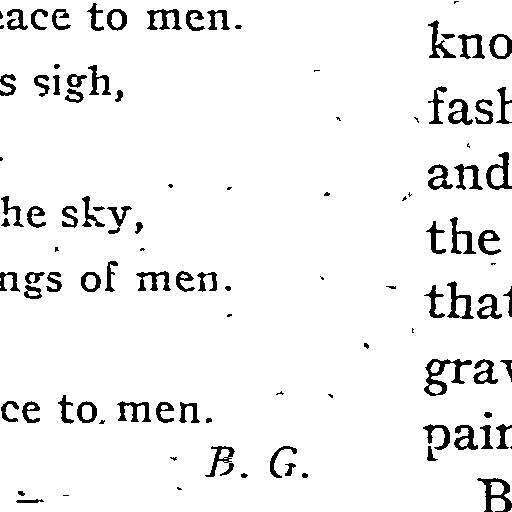 eace to men.
s sigh,
he sky,
ngs of men.
ce to men.
B. G.
kno
fash
and
the
that
grav
pain
B